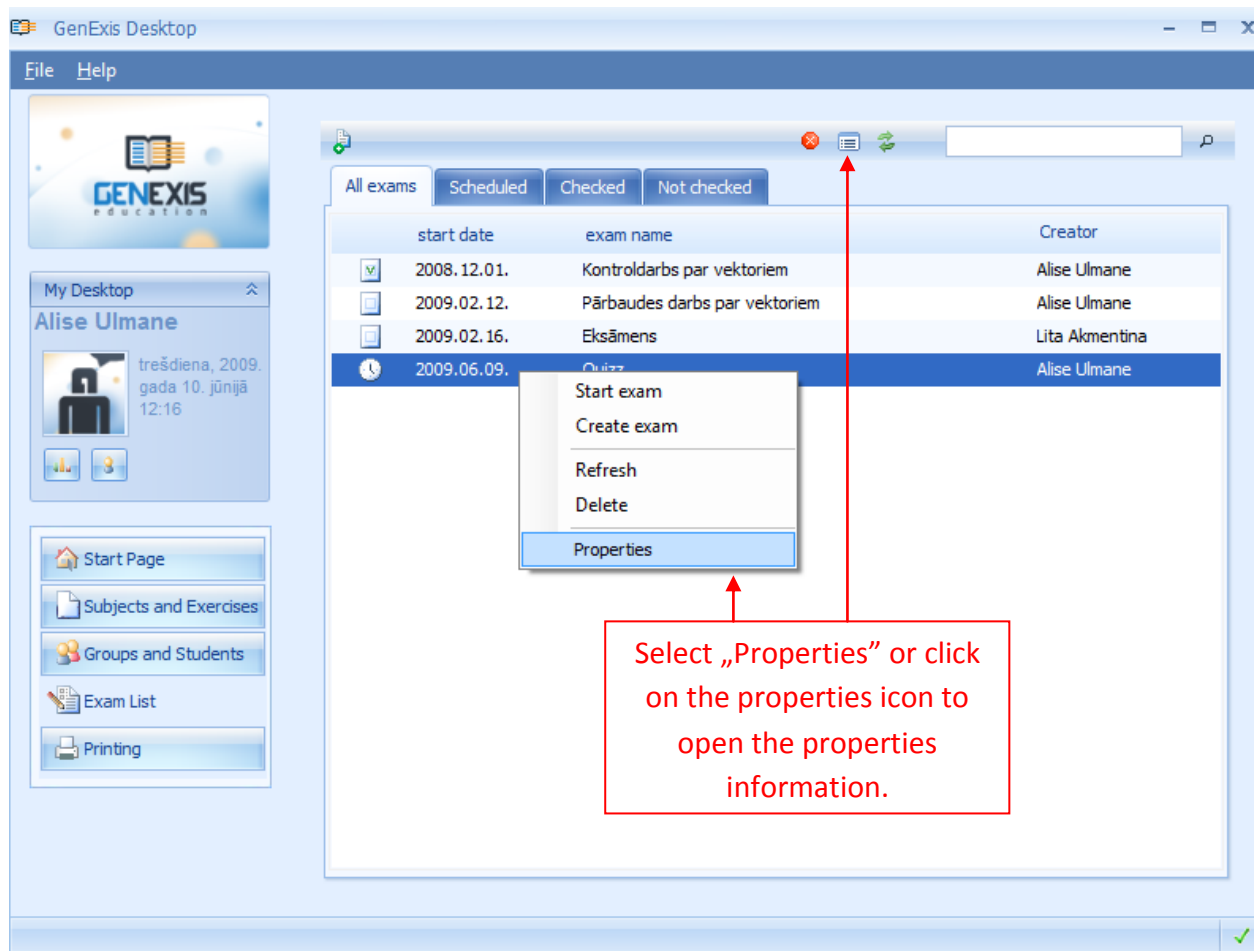 GenExis Desktop
File Help
GENEXIS
education
My Desktop
Alise Ulmane
trešdiena, 2009.
gada 10. jūnijā
12:16
Start Page
Subjects and Exercises
Groups and Students
Exam List
Printing
All exams Scheduled Checked Not checked
start date exam name Creator
2008.12.01. Kontroldarbs par vektoriem Alise Ulmane
2009.02.12. Pārbaudes darbs par vektoriem Alise Ulmane
2009.02.16. Eksāmens Lita Akmentina
2009.06.09. Quizz Alise Ulmane
Start exam
Create exam
Refresh
Delete
Properties
Select „Properties” or click
on the properties icon to
open the properties
information.